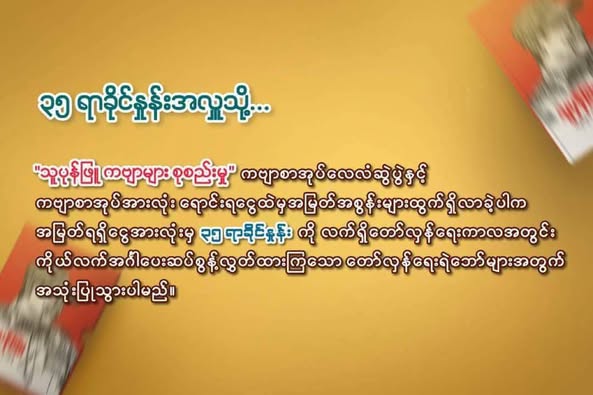 ၃၅ ရာခိုင်နှုန်းအလှူသို့...
"သူပုန်ဖြူ ကဗျာများ စုစည်းမှု" ကဗျာစာအုပ်လေလံဆွဲပွဲနှင့်
ကဗျာစာအုပ်အားလုံး ရောင်းရငွေထဲမှအမြတ်အစွန်းများထွက်ရှိလာခဲ့ပါက
အမြတ်ရရှိငွေအားလုံးမှ ၃၅ ရာခိုင်နှုန်း ကို လက်ရှိတော်လှန်ရေးကာလအတွင်း
ကိုယ်လက်အင်္ဂါပေးဆပ်စွန့်လွှတ်ထားကြသော တော်လှန်ရေးရဲဘော်များအတွက်
အသုံးပြုသွားပါမည်။